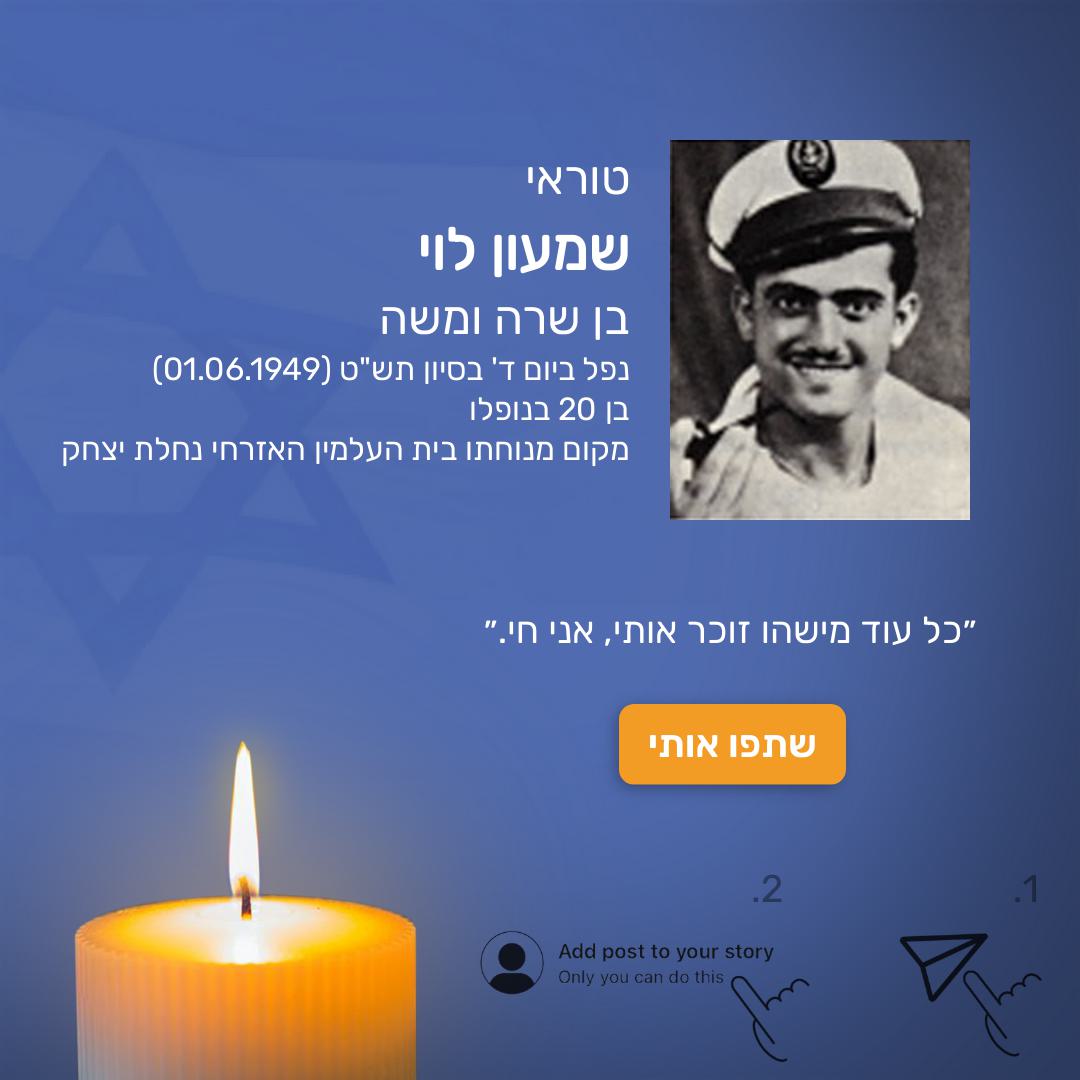 טוראי
שמעון לוי
בן שרה ומשה
נפל ביום ד' בסיון תש"ט (01.06.1949)
בן 20 בנופלו
מקום מנוחתו בית העלמין האזרחי נחלת יצחק
״כל עוד מישהו זוכר אותי, אני חי.״
שתפו אותי
1.
2.
Add post to your story
Only you can do this